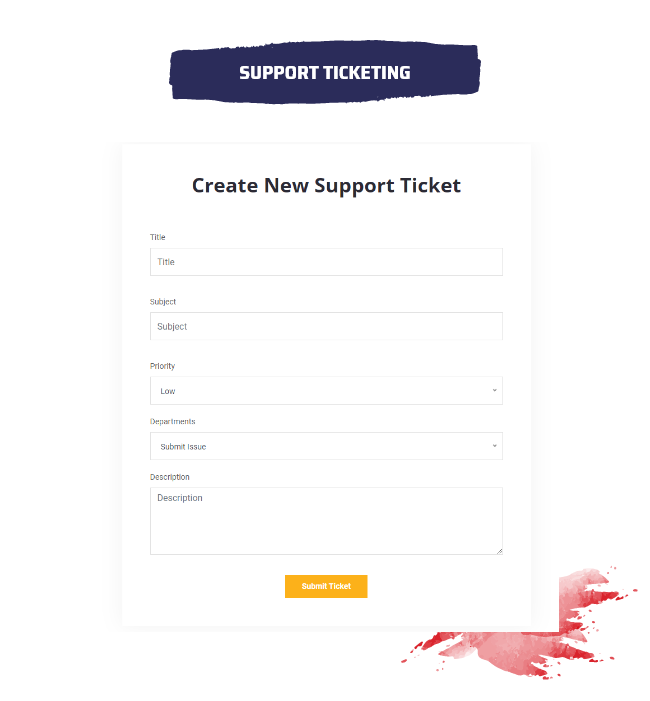 SUPPORT TICKETING
Create New Support Ticket
Title
Title
Subject
Subject
Priority
Low
Departments
Submit Issue
Description
Description
Submit Ticket